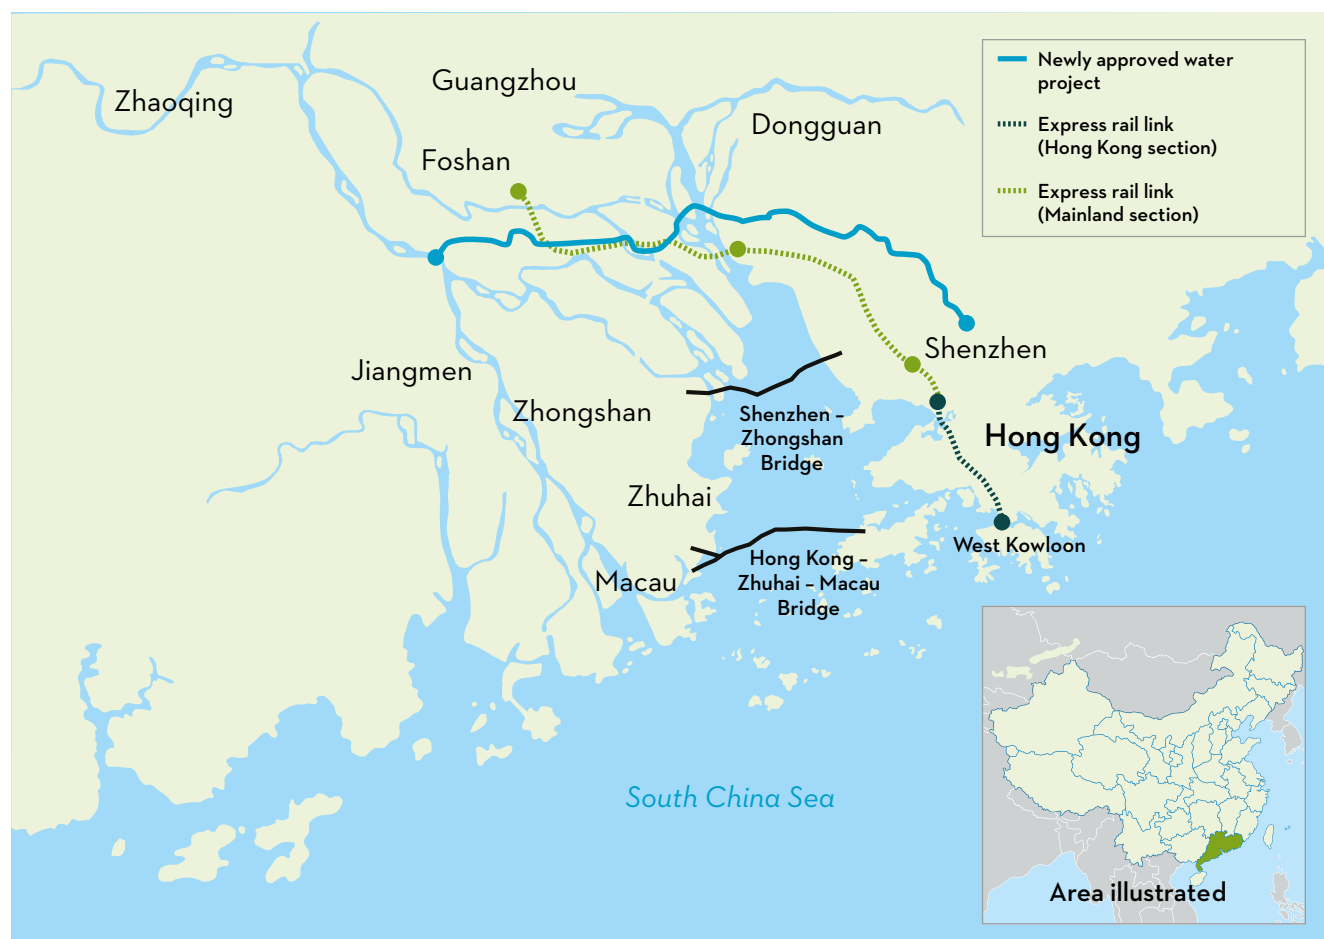 Zhaoqing
Guangzhou
Dongguan
Foshan
Newly approved water
project
Express rail link
(Hong Kong section)
Express rail link
(Mainland section)
Shenzhen
Jiangmen
Zhongshan
Shenzhen –
Zhongshan
Bridge
Hong Kong
Zhuhai
West Kowloon
Hong Kong –
Zhuhai – Macau
Bridge
Macau
South China Sea
Area illustrated